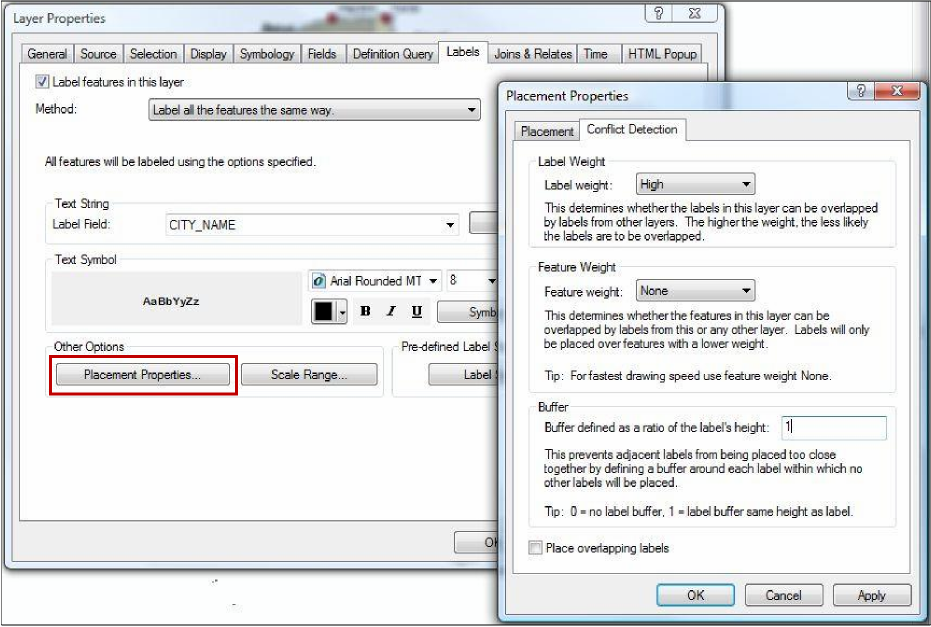 Layer Properties
General Source Selection Display Symbology Fields Definition Query Labels Joins & Relates Time HTML Popup
Label features in this layer
Method: Label all the features the same way.
All features will be labeled using the options specified.
Text String
Label Field: CITY_NAME
Text Symbol
AaBbYyZz
Arial Rounded MT 8
B I U Symb
Other Options
Placement Properties... Scale Range...
Pre-defined Label S
Label S
OK
Placement Properties
Placement Conflict Detection
Label Weight
Label weight: High
This determines whether the labels in this layer can be overlapped
by labels from other layers. The higher the weight, the less likely
the labels are to be overlapped.
Feature Weight
Feature weight: None
This determines whether the features in this layer can be
overlapped by labels from this or any other layer. Labels will only
be placed over features with a lower weight.
Tip: For fastest drawing speed use feature weight None.
Buffer
Buffer defined as a ratio of the label's height: 1
This prevents adjacent labels from being placed too close
together by defining a buffer around each label within which no
other labels will be placed.
Tip: 0 = no label buffer, 1 = label buffer same height as label.
Place overlapping labels
OK Cancel Apply